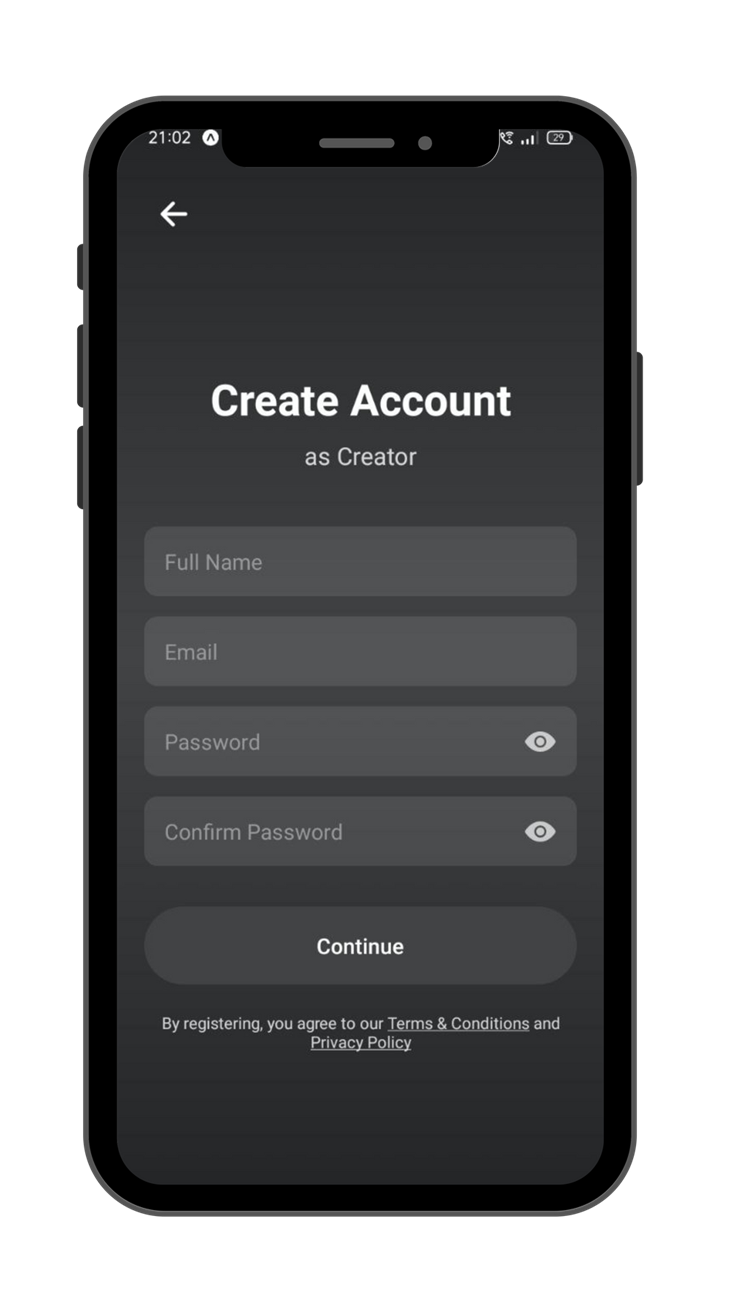 21:02
29
Create Account
as Creator
Full Name
Email
Password
Confirm Password
Continue
By registering, you agree to our Terms & Conditions and
Privacy Policy